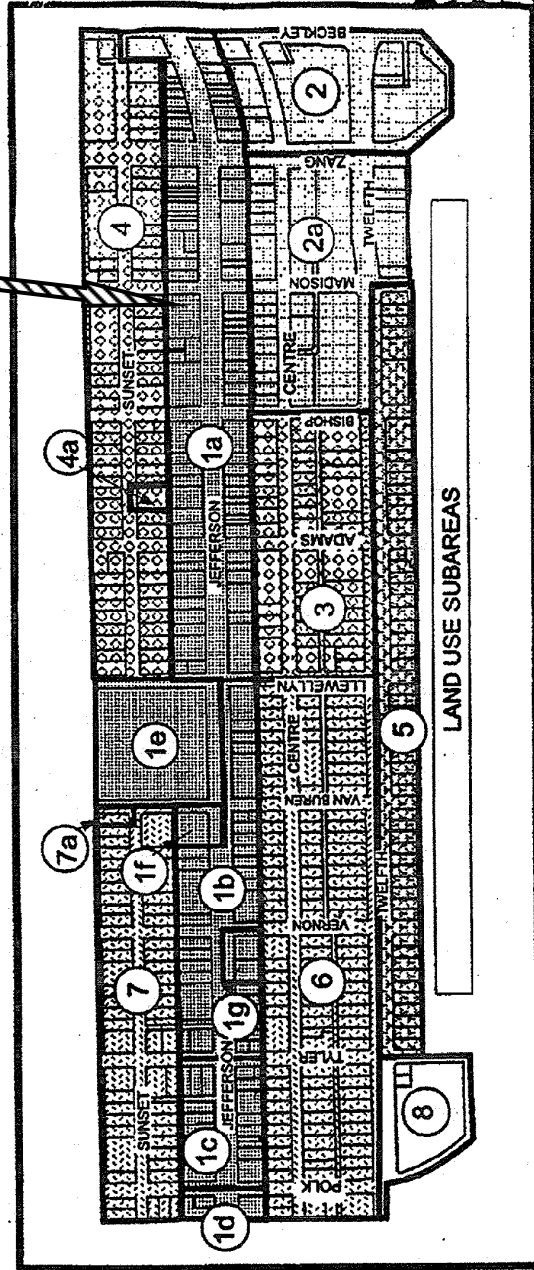 BECKLEY
2
ZANG
TWELFTH
4
2a
MADISON
SUNSET
CENTRE
4a
1a
BISHOP
JEFFERSON
ADAMS
3
LLEWELLYN
1e
CENTRE
5
LAND USE SUBAREAS
VAN BUREN
7a
1f
TWELFTH
1b
VERNON
7
1g
6
JEFFERSON
TYLER
SUNSET
1c
8
POLK
1d